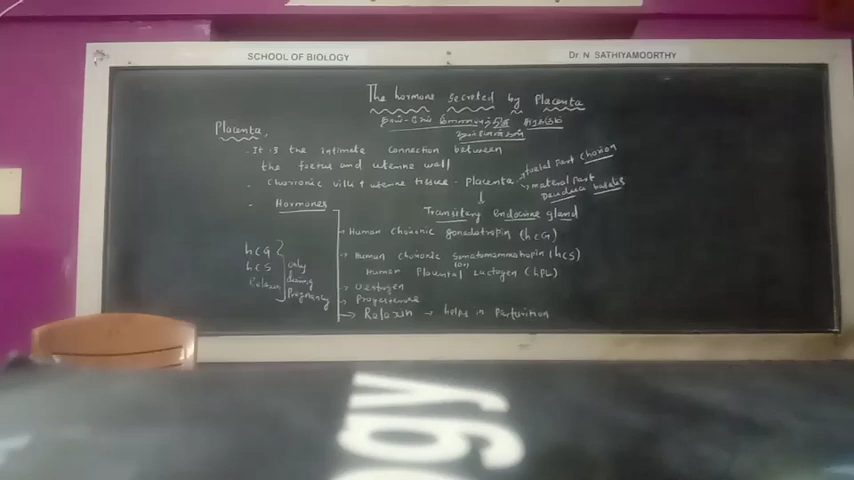 SCHOOL OF BIOLOGY
Dr N SATHIYAMOORTHY
The hormone secreted by Placenta
Placenta,
. It is the intimate connection between
the foetus and uterine wall
. Chorionic villi + uterine tissue - Placenta
foetal part Chorion
material part
Decidua basalis
. Hormones
Transitary endocrine gland
Human Chorionic gonadotropin (hCG)
Human Chorionic Somatomammotropin (hCS)
(or)
Human Placental Lactogen (hPL)
Oestrogen
Progesterone
Relaxin → helps in Parturition
hCG
hCS
Relaxin
only
during
Pregnancy
ogy